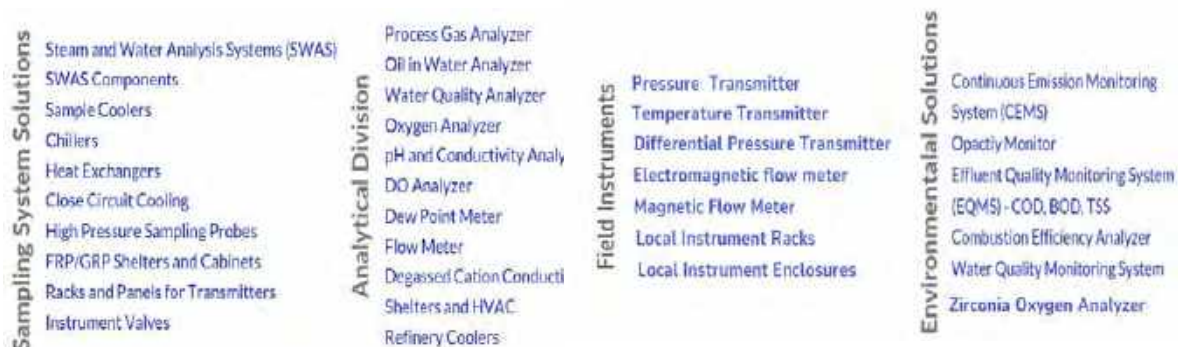 Sampling System Solutions
Steam and Water Analysis Systems (SWAS)
SWAS Components
Sample Coolers
Chillers
Heat Exchangers
Close Circuit Cooling
High Pressure Sampling Probes
FRP/GRP Shelters and Cabinets
Racks and Panels for Transmitters
Instrument Valves
Analytical Division
Process Gas Analyzer
Oil in Water Analyzer
Water Quality Analyzer
Oxygen Analyzer
pH and Conductivity Analy
DO Analyzer
Dew Point Meter
Flow Meter
Degassed Cation Conducti
Shelters and HVAC
Refinery Coolers
Field Instruments
Pressure Transmitter
Temperature Transmitter
Differential Pressure Transmitter
Electromagnetic flow meter
Magnetic Flow Meter
Local Instrument Racks
Local Instrument Enclosures
Environmentalal Solutions
Continuous Emission Monitoring
System (CEMS)
Opactiy Monitor
Effluent Quality Monitoring System
(EQMS) - COD, BOD, TSS
Combustion Efficiency Analyzer
Water Quality Monitoring System
Zirconia Oxygen Analyzer